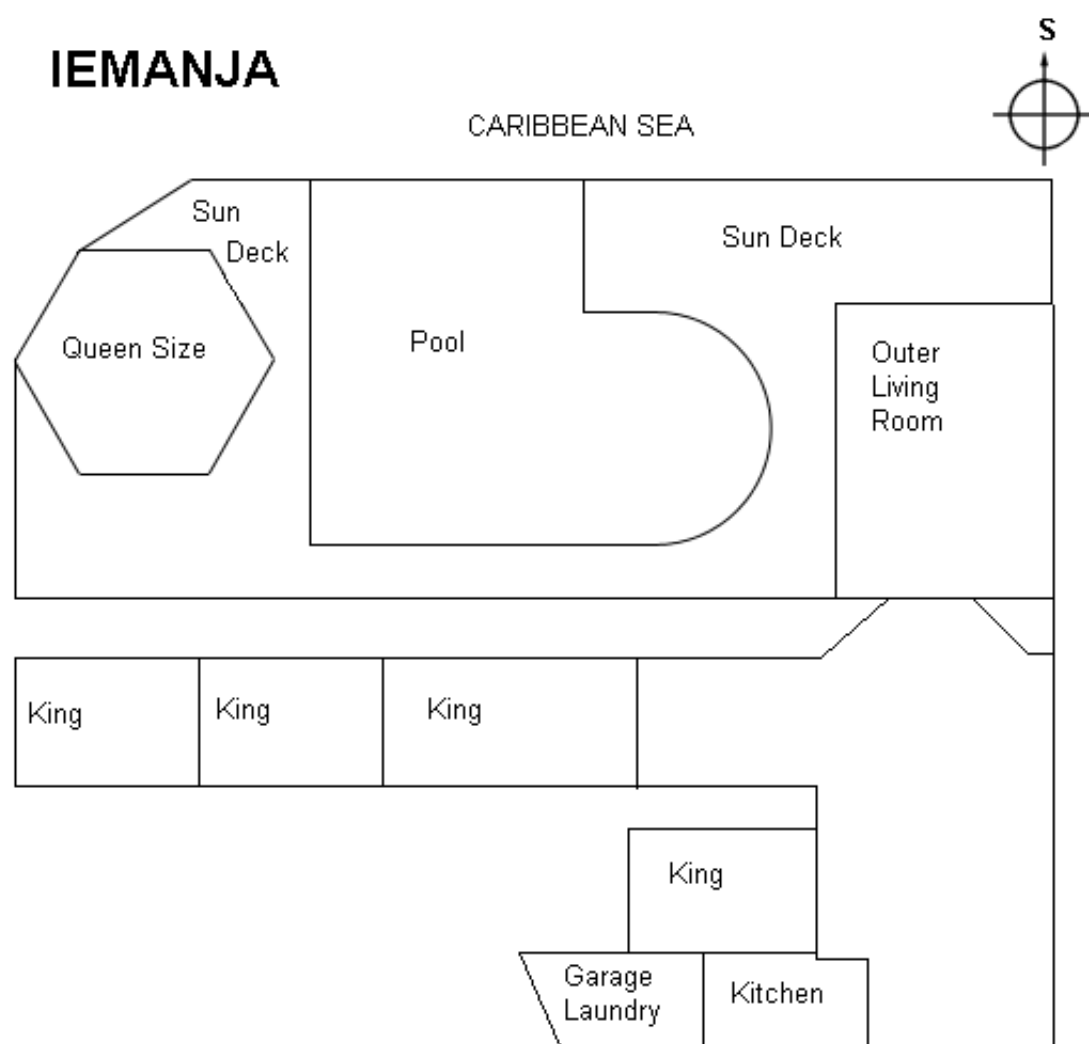 S
IEMANJA
CARIBBEAN SEA
Sun
Deck
Sun Deck
Queen Size
Pool
Outer
Living
Room
King
King
King
King
Garage
Laundry
Kitchen